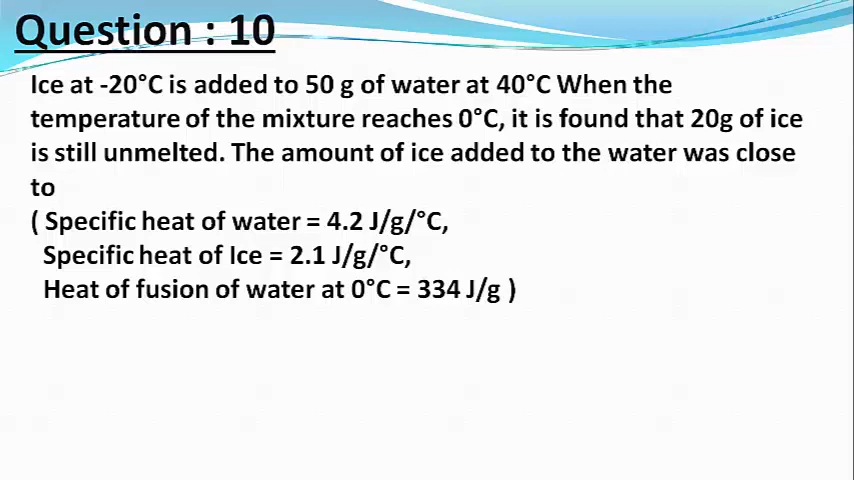 Question : 10
Ice at -20°C is added to 50 g of water at 40°C When the
temperature of the mixture reaches 0°C, it is found that 20g of ice
is still unmelted. The amount of ice added to the water was close
to
( Specific heat of water = 4.2 J/g/°C,
Specific heat of Ice = 2.1 J/g/°C,
Heat of fusion of water at 0°C = 334 J/g )